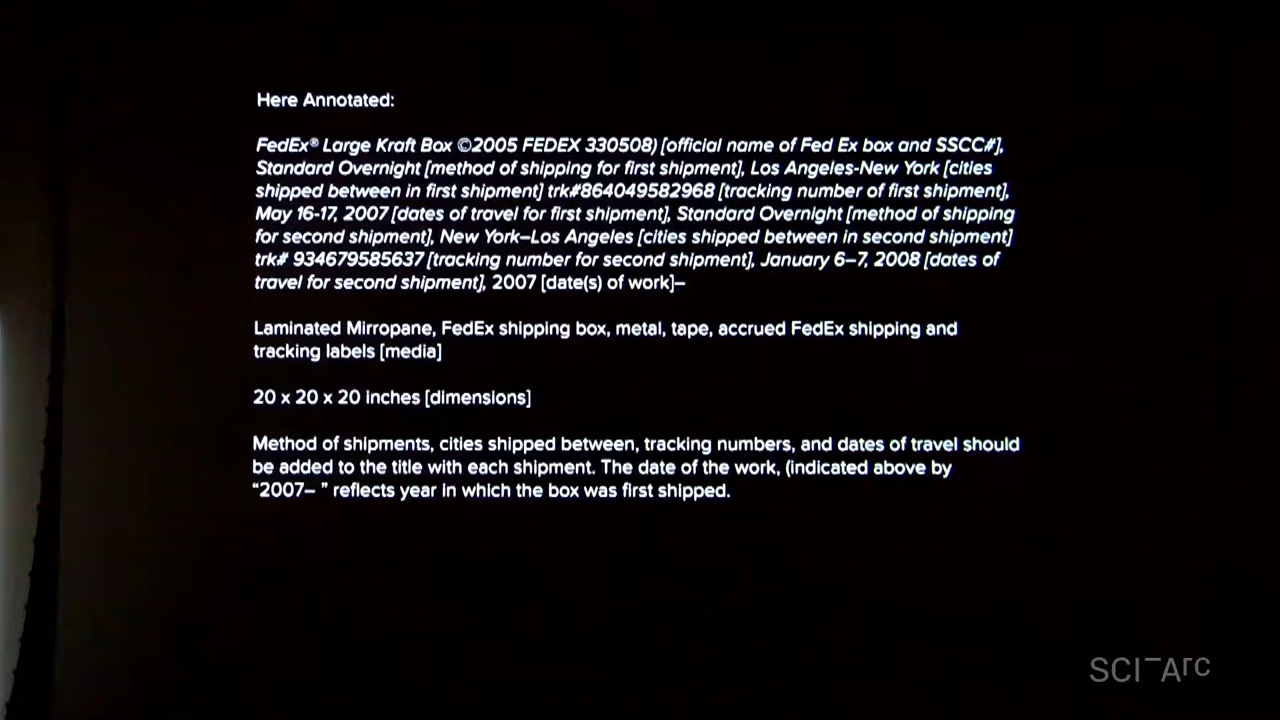 Here Annotated:
FedEx® Large Kraft Box ©2005 FEDEX 330508) [official name of Fed Ex box and SSCC#],
Standard Overnight [method of shipping for first shipment], Los Angeles-New York [cities
shipped between in first shipment] trk#864049582968 [tracking number of first shipment],
May 16-17, 2007 [dates of travel for first shipment], Standard Overnight [method of shipping
for second shipment], New York–Los Angeles [cities shipped between in second shipment]
trk# 934679585637 [tracking number for second shipment], January 6–7, 2008 [dates of
travel for second shipment], 2007 [date(s) of work]–
Laminated Mirropane, FedEx shipping box, metal, tape, accrued FedEx shipping and
tracking labels [media]
20 x 20 x 20 inches [dimensions]
Method of shipments, cities shipped between, tracking numbers, and dates of travel should
be added to the title with each shipment. The date of the work, (indicated above by
“2007– ” reflects year in which the box was first shipped.
SCI-Arc